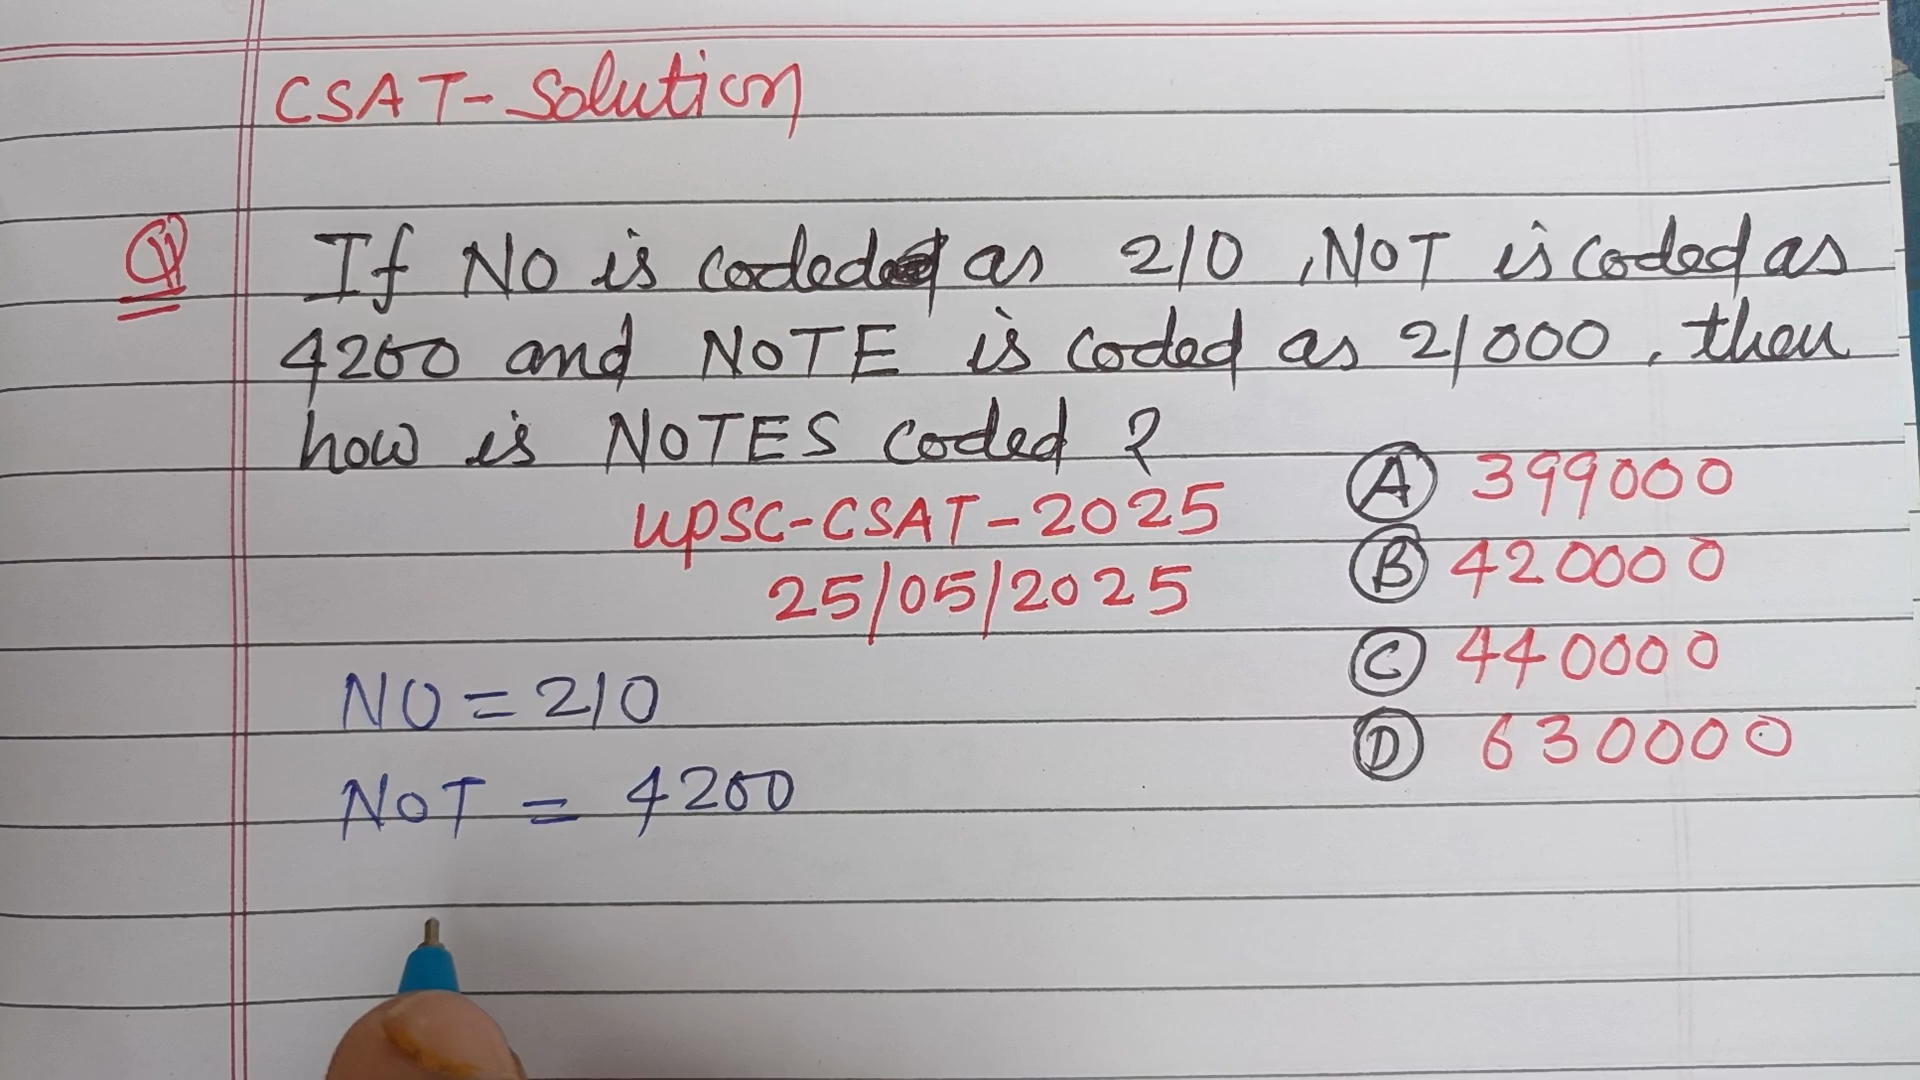 CSAT-Solution
Q If NO is coded as 210, NOT is coded as
4200 and NOTE is coded as 21000, then
how is NOTES coded?
UPSC-CSAT-2025
25/05/2025
A 399000
B 420000
C 440000
D 630000
NO = 210
NOT = 4200